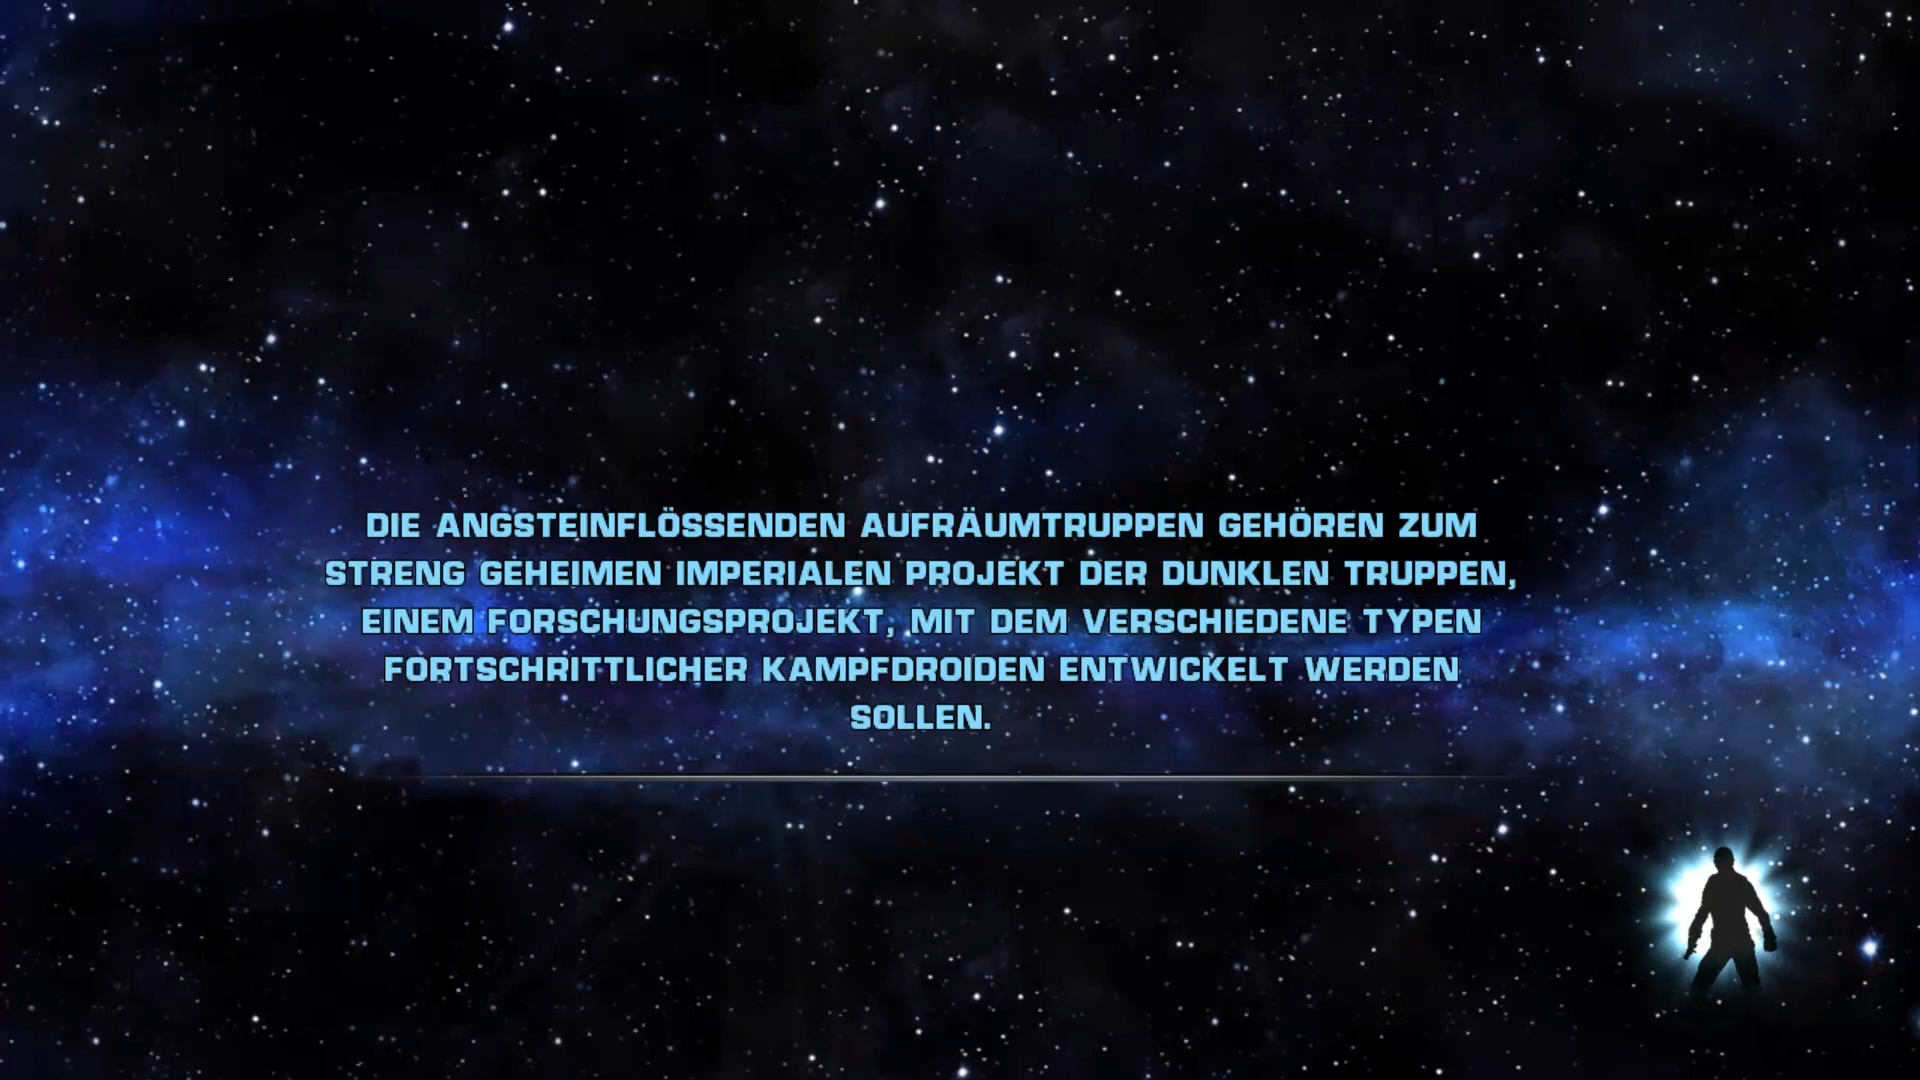 DIE ANGSTEINFLÖSSENDEN AUFRÄUMTRUPPEN GEHÖREN ZUM
STRENG GEHEIMEN IMPERIALEN PROJEKT DER DUNKLEN TRUPPEN,
EINEM FORSCHUNGSPROJEKT, MIT DEM VERSCHIEDENE TYPEN
FORTSCHRITTLICHER KAMPFDROIDEN ENTWICKELT WERDEN
SOLLEN.